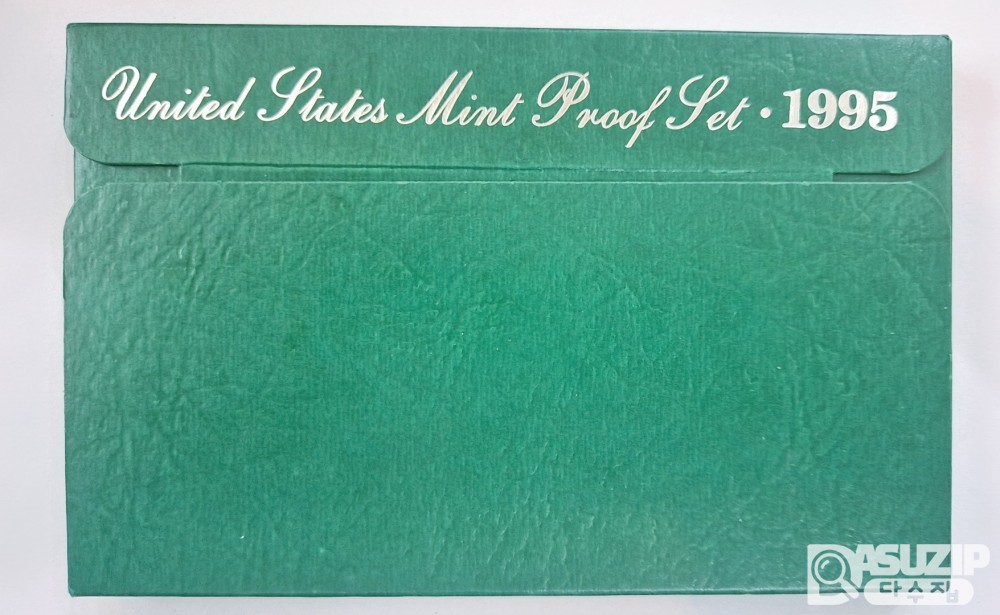 United States Mint Proof Set · 1995
DASUZIP
다수집